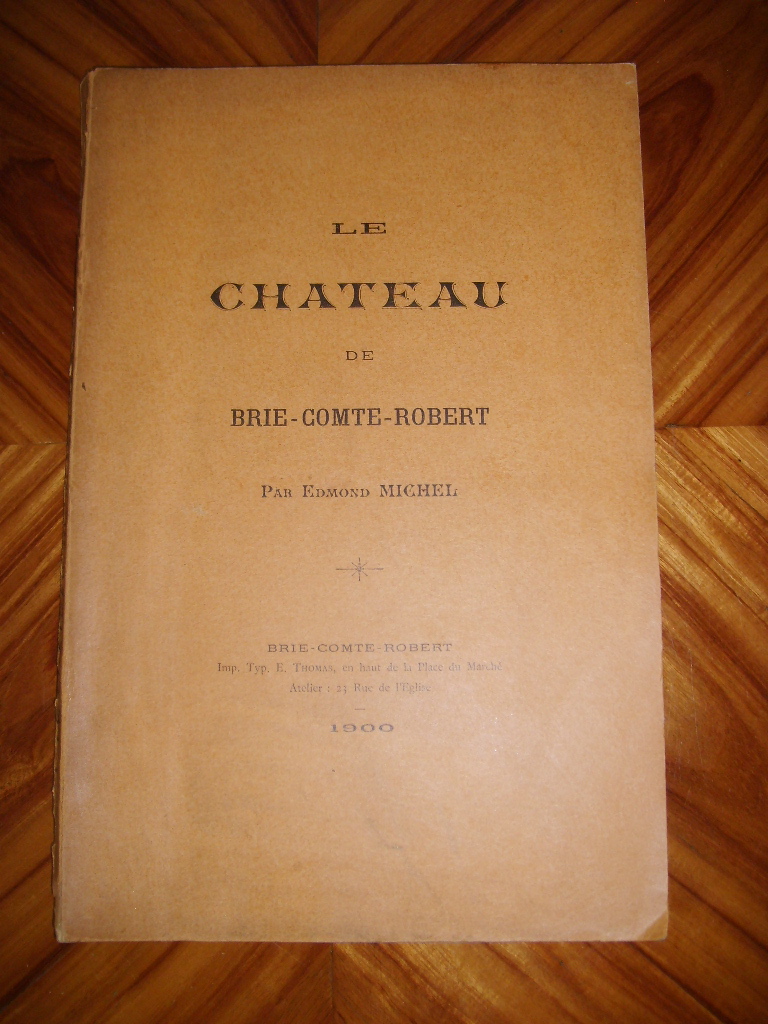 LE
CHATEAU
DE
BRIE-COMTE-ROBERT
PAR EDMOND MICHEL
BRIE-COMTE-ROBERT
Imp. Typ. E. THOMAS, en haut de la Place du Marché
Atelier : 23 Rue de l'Eglise
1900